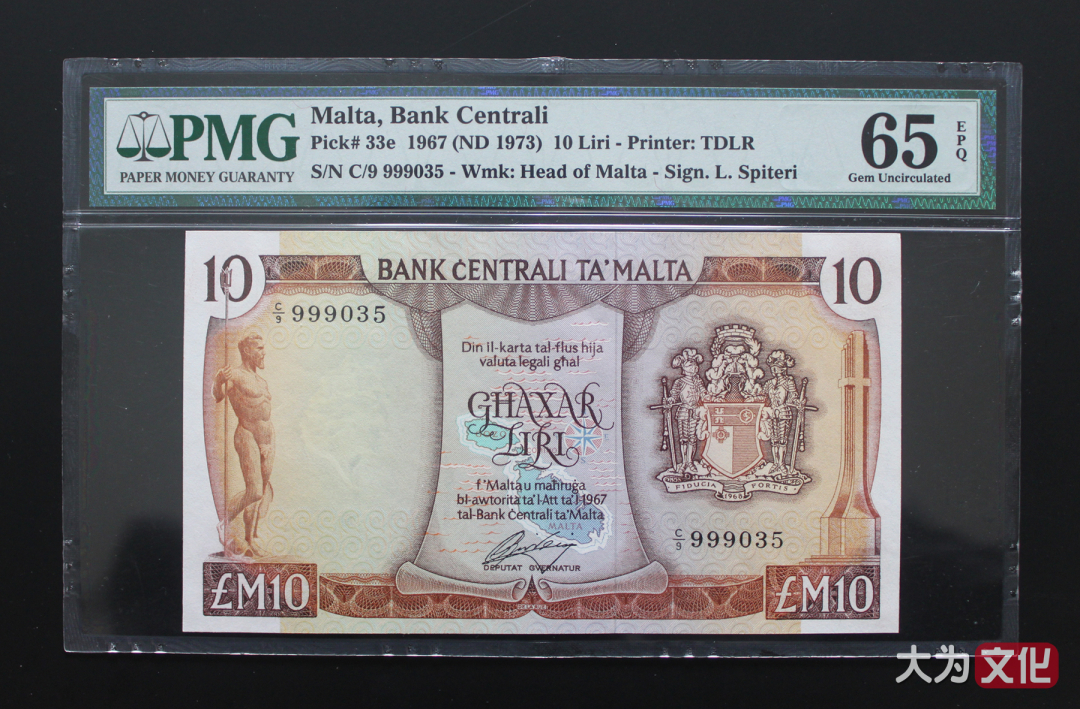 PMG
PAPER MONEY GUARANTY
Malta, Bank Centrali
Pick# 33e 1967 (ND 1973) 10 Liri - Printer: TDLR
S/N C/9 999035 - Wmk: Head of Malta - Sign. L. Spiteri
65
EPQ
Gem Uncirculated
10
BANK ĊENTRALI TA' MALTA
10
C/9 999035
Din il-karta tal-flus hija
valuta legali għal
GĦAXAR
LIRI
f'Malta u maħruġa
bl-awtorita ta' l-Att ta' l-1967
tal-Bank Ċentrali ta' Malta
MALTA
DEPUTAT GVERNATUR
FIDUCIA FORTIS
1968
C/9 999035
£M10
£M10
大为文化